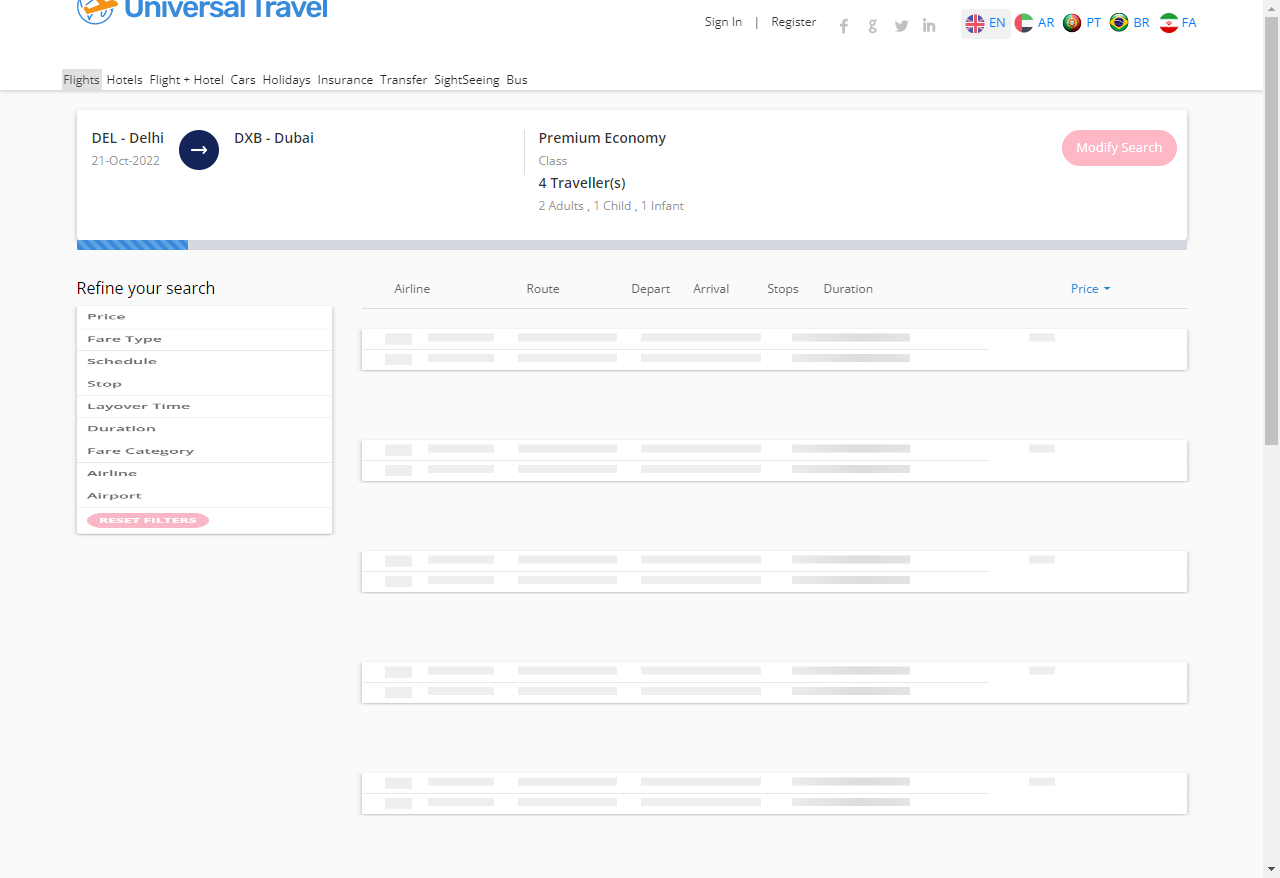 Universal Travel
Sign In | Register
EN AR PT BR FA
Flights Hotels Flight + Hotel Cars Holidays Insurance Transfer SightSeeing Bus
DEL - Delhi
21-Oct-2022
DXB - Dubai
Premium Economy
Class
4 Traveller(s)
2 Adults , 1 Child , 1 Infant
Modify Search
Refine your search
Price
Fare Type
Schedule
Stop
Layover Time
Duration
Fare Category
Airline
Airport
RESET FILTERS
Airline Route Depart Arrival Stops Duration Price